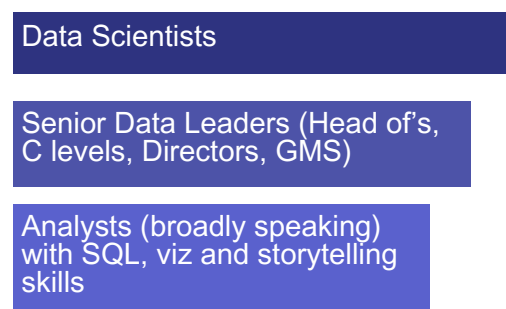 Data Scientists
Senior Data Leaders (Head of’s,
C levels, Directors, GMS)
Analysts (broadly speaking)
with SQL, viz and storytelling
skills